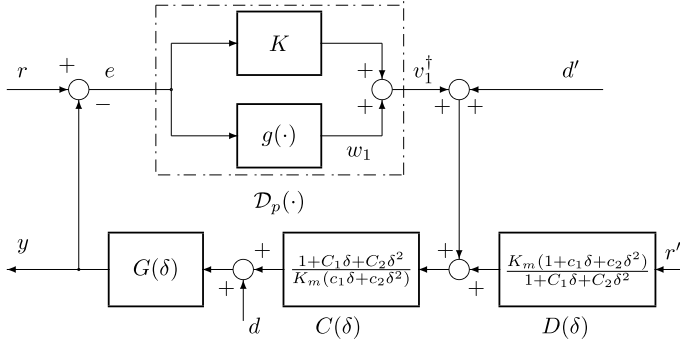 K
r + e + v₁† d′
− + + +
g(·)
w₁
𝒟ₚ(·)
y + + r′
G(δ) (1+C₁δ+C₂δ²)/(Kₘ(c₁δ+c₂δ²)) (Kₘ(1+c₁δ+c₂δ²))/(1+C₁δ+C₂δ²)
+ +
d C(δ) D(δ)